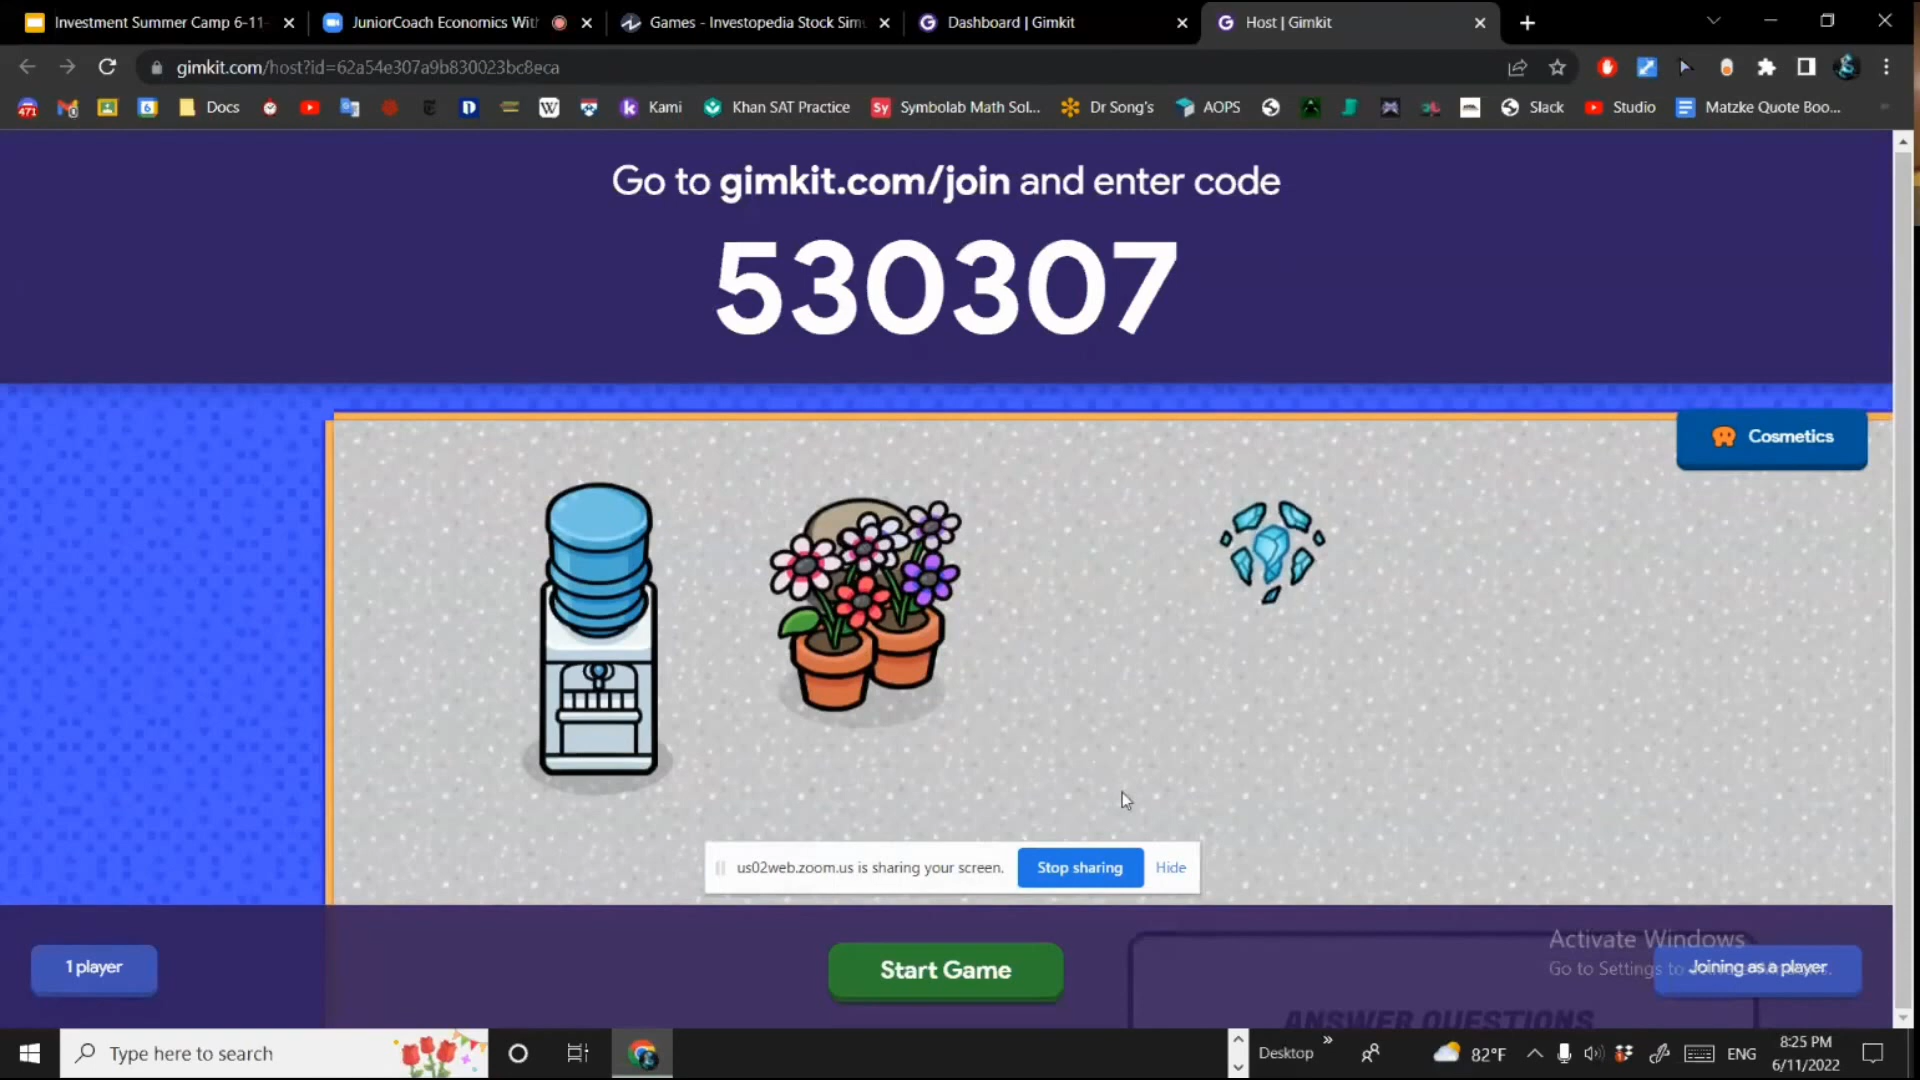 Investment Summer Camp 6-11-
JuniorCoach Economics With
Games - Investopedia Stock Sim
Dashboard | Gimkit
Host | Gimkit
gimkit.com/host?id=62a54e307a9b830023bc8eca
Docs
Kami
Khan SAT Practice
Symbolab Math Sol...
Dr Song's
AOPS
Slack
Studio
Matzke Quote Boo...
Go to gimkit.com/join and enter code
530307
Cosmetics
us02web.zoom.us is sharing your screen.
Stop sharing
Hide
1 player
Start Game
Activate Windows
Go to Settings to
Joining as a player
ANSWER QUESTIONS
Type here to search
Desktop
82°F
ENG
8:25 PM
6/11/2022